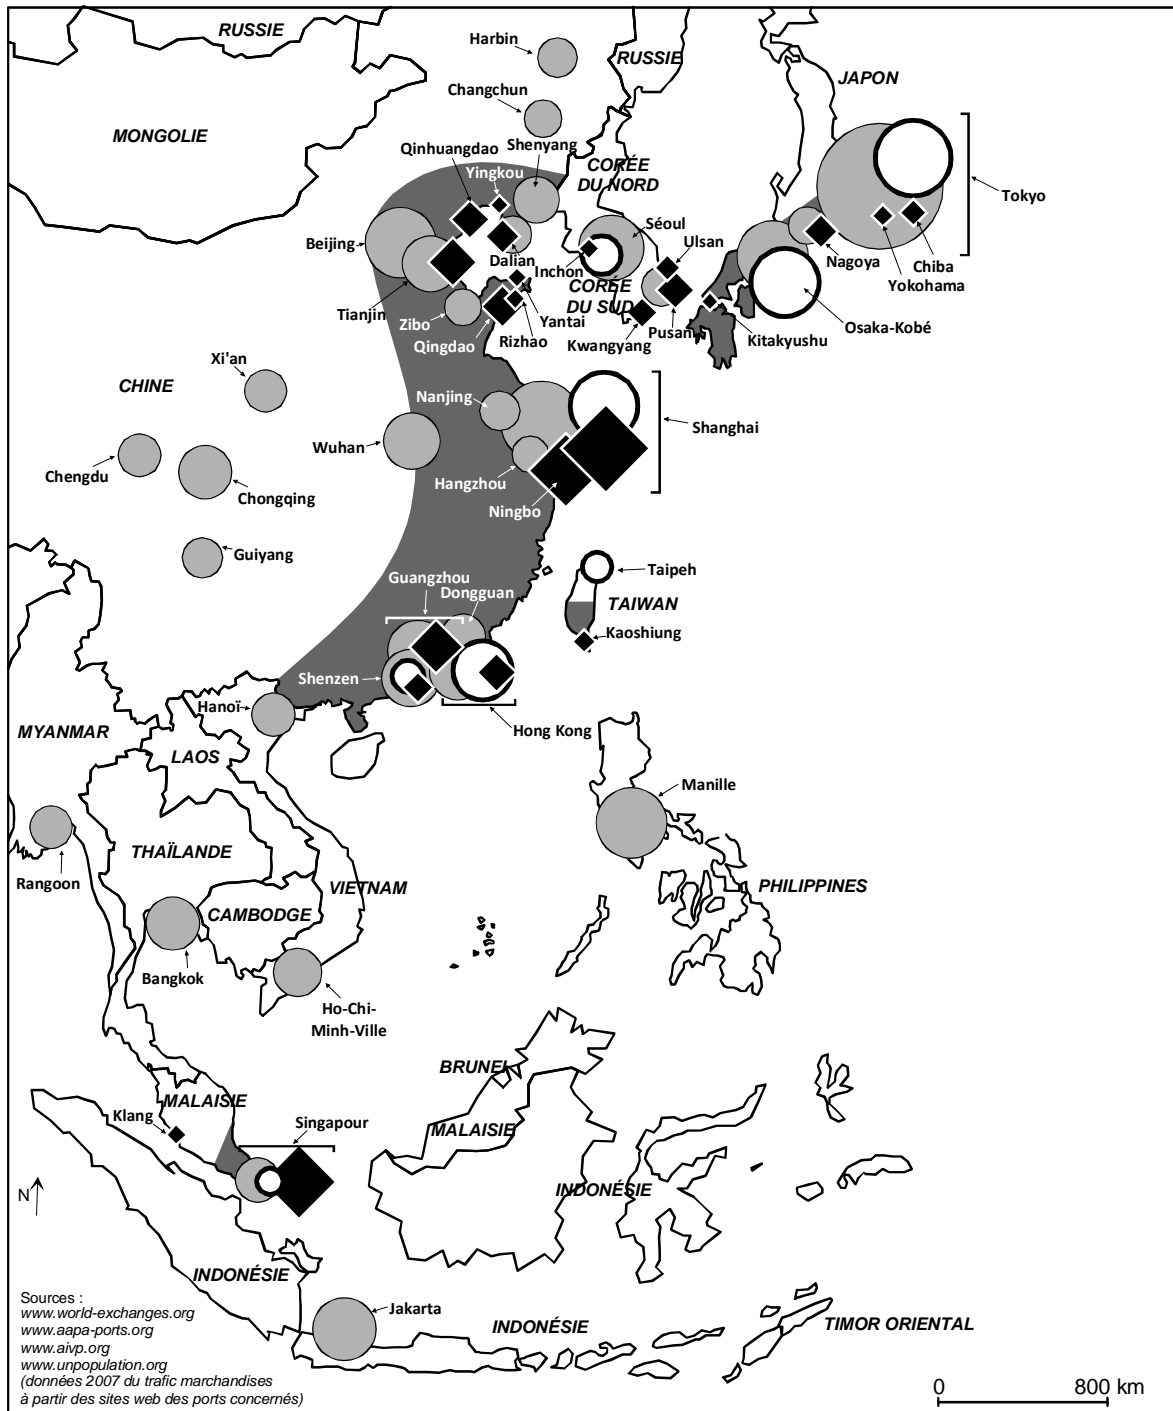 RUSSIE
Harbin
RUSSIE
JAPON
Changchun
MONGOLIE
Qinhuangdao
Shenyang
Yingkou
CORÉE
DU NORD
Tokyo
Séoul
Beijing
Ulsan
Dalian
Inchon
Nagoya
Chiba
Yokohama
CORÉE
DU SUD
Tianjin
Zibo
Yantai
Osaka-Kobé
Qingdao
Rizhao
Kwangyang
Pusan
Kitakyushu
Xi'an
CHINE
Nanjing
Shanghai
Wuhan
Chengdu
Hangzhou
Chongqing
Ningbo
Guiyang
Guangzhou
Taipeh
Dongguan
TAIWAN
Kaoshiung
Shenzen
Hanoï
Hong Kong
MYANMAR
LAOS
Manille
THAÏLANDE
Rangoon
VIETNAM
PHILIPPINES
CAMBODGE
Bangkok
Ho-Chi-
Minh-Ville
BRUNEI
MALAISIE
Klang
Singapour
MALAISIE
N
INDONÉSIE
INDONÉSIE
Sources :
www.world-exchanges.org
www.aapa-ports.org
www.aivp.org
www.unpopulation.org
(données 2007 du trafic marchandises
à partir des sites web des ports concernés)
Jakarta
INDONÉSIE
TIMOR ORIENTAL
0 800 km